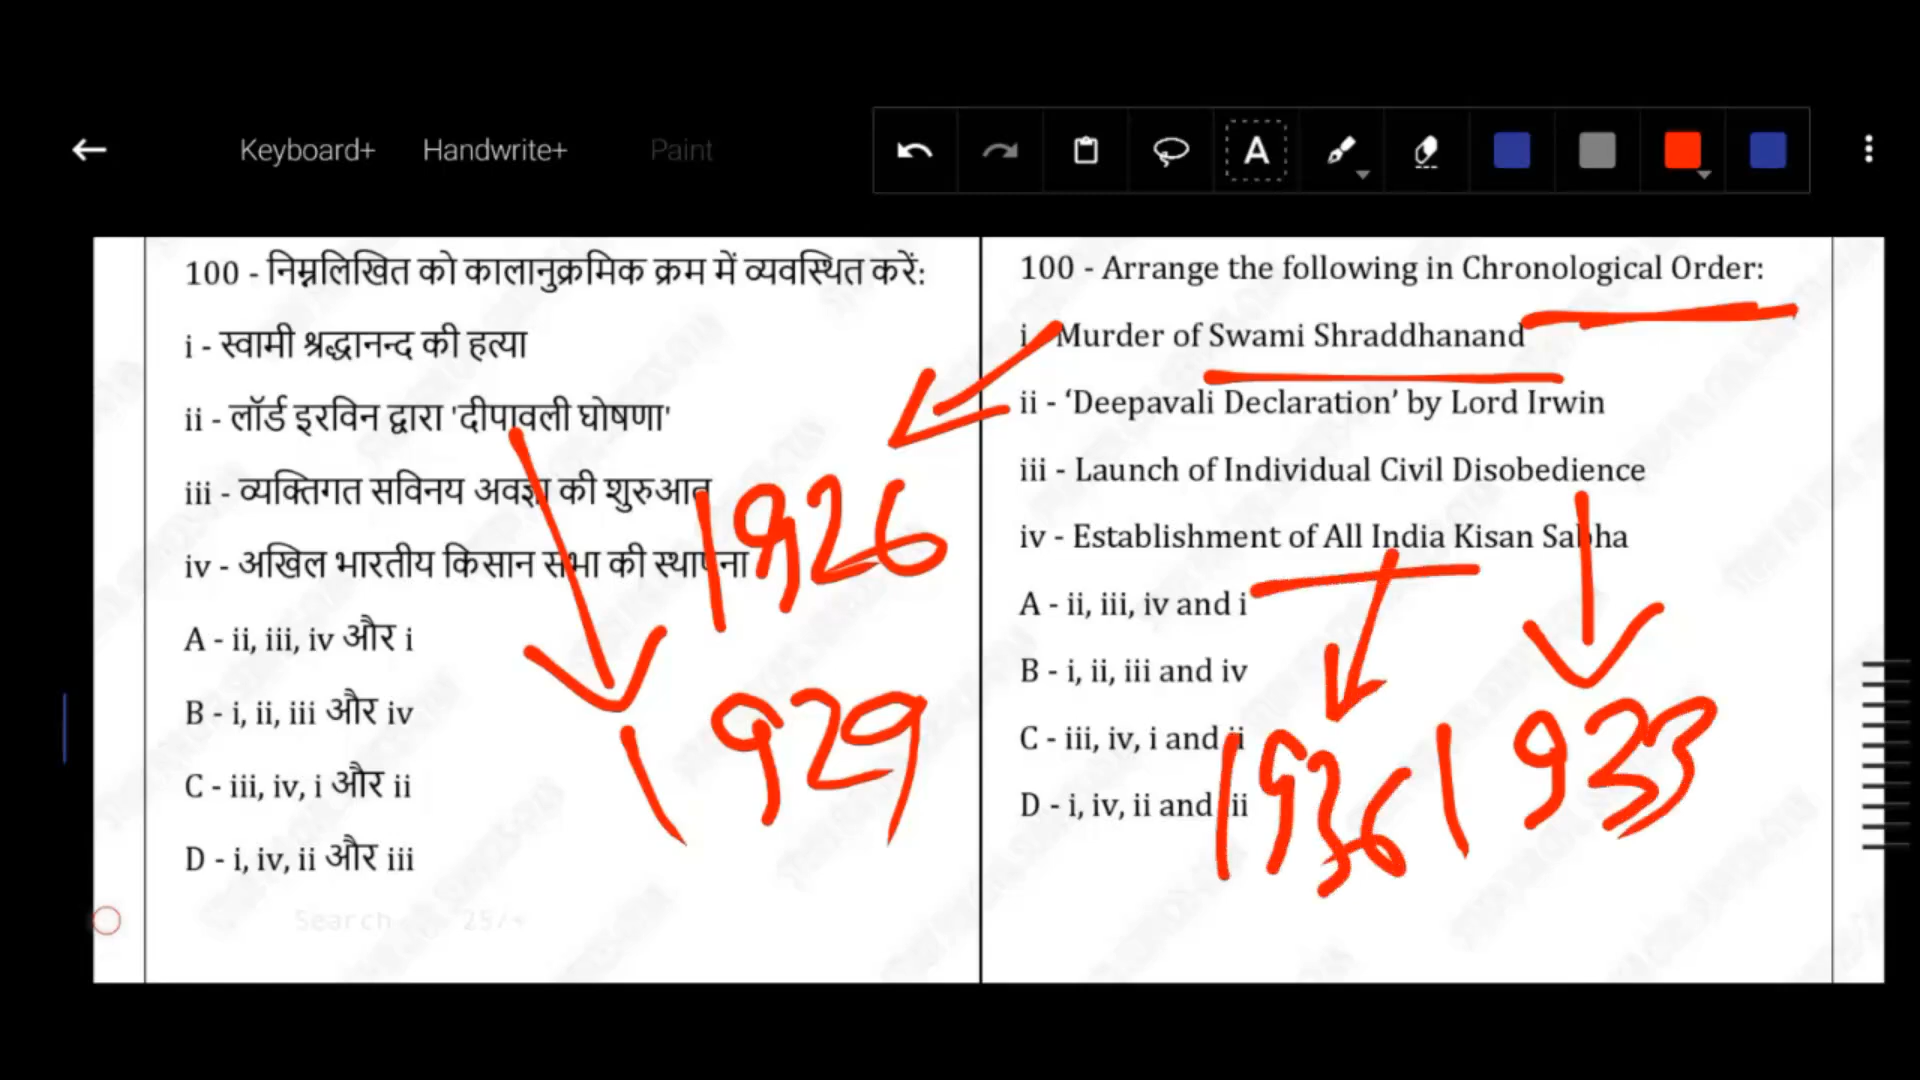 Keyboard+ Handwrite+ Paint
A
100 - निम्नलिखित को कालानुक्रमिक क्रम में व्यवस्थित करें:
i - स्वामी श्रद्धानन्द की हत्या
ii - लॉर्ड इरविन द्वारा 'दीपावली घोषणा'
iii - व्यक्तिगत सविनय अवज्ञा की शुरुआत
iv - अखिल भारतीय किसान सभा की स्थापना
A - ii, iii, iv और i
B - i, ii, iii और iv
C - iii, iv, i और ii
D - i, iv, ii और iii
Search
1926
1929
100 - Arrange the following in Chronological Order:
i - Murder of Swami Shraddhanand
ii - ‘Deepavali Declaration’ by Lord Irwin
iii - Launch of Individual Civil Disobedience
iv - Establishment of All India Kisan Sabha
A - ii, iii, iv and i
B - i, ii, iii and iv
C - iii, iv, i and ii
D - i, iv, ii and iii
1936
1933